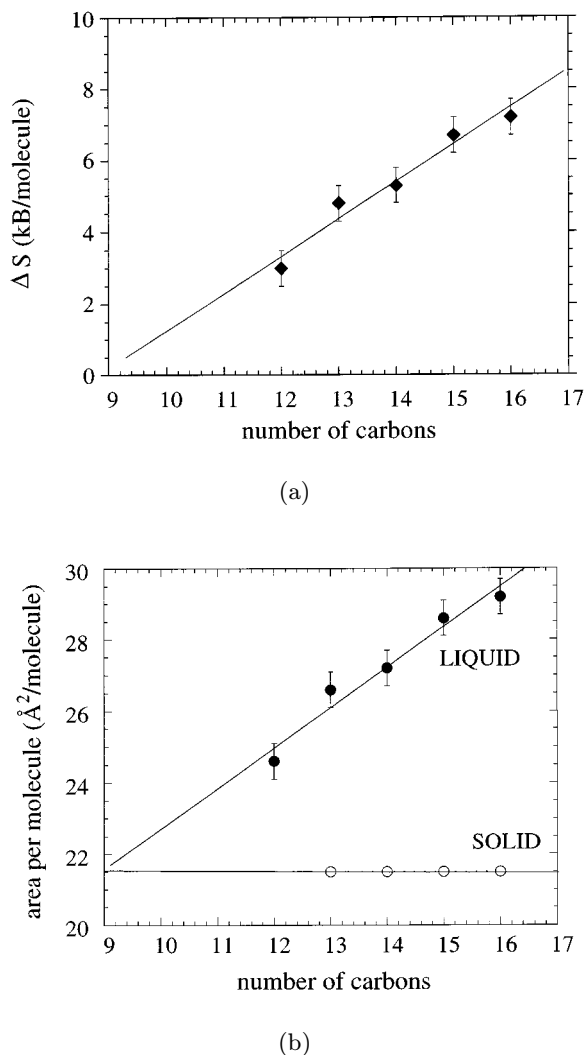 10
8
6
4
2
0
Δ S (kB/molecule)
9 10 11 12 13 14 15 16 17
number of carbons
(a)
30
28
26
24
22
20
area per molecule (Å²/molecule)
LIQUID
SOLID
9 10 11 12 13 14 15 16 17
number of carbons
(b)